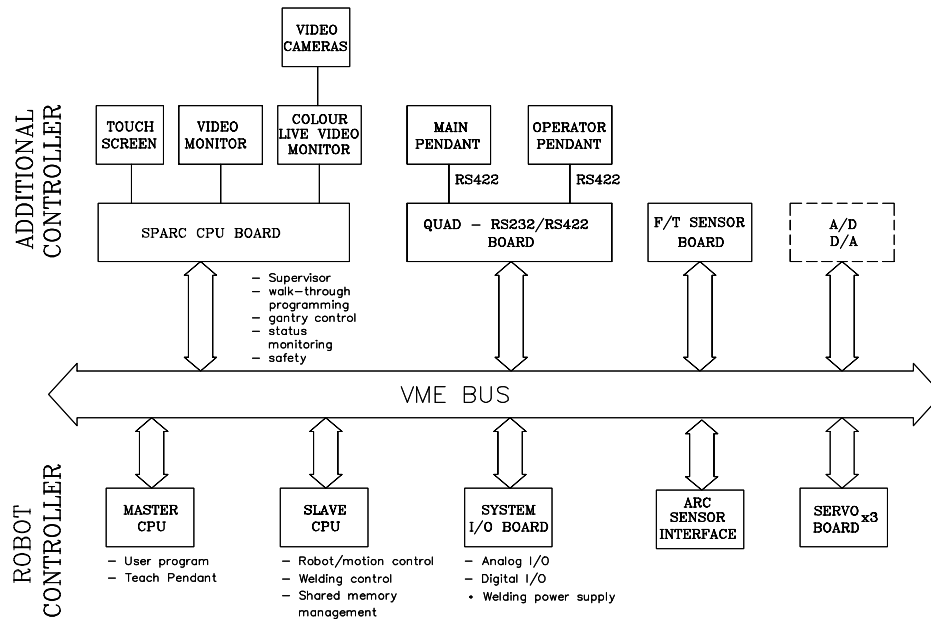 VIDEO
CAMERAS
ADDITIONAL
CONTROLLER
TOUCH
SCREEN
VIDEO
MONITOR
COLOUR
LIVE VIDEO
MONITOR
MAIN
PENDANT
OPERATOR
PENDANT
RS422
RS422
SPARC CPU BOARD
QUAD – RS232/RS422
BOARD
F/T SENSOR
BOARD
A/D
D/A
– Supervisor
– walk–through
programming
– gantry control
– status
monitoring
– safety
VME BUS
ROBOT
CONTROLLER
MASTER
CPU
– User program
– Teach Pendant
SLAVE
CPU
– Robot/motion control
– Welding control
– Shared memory
management
SYSTEM
I/O BOARD
– Analog I/O
– Digital I/O
• Welding power supply
ARC
SENSOR
INTERFACE
SERVO
BOARD x3